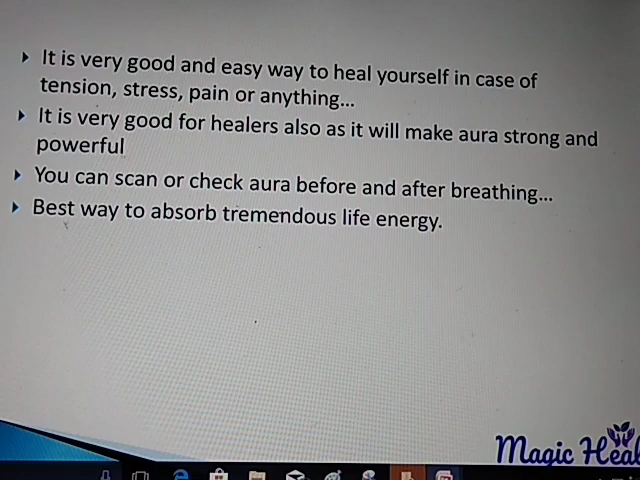 It is very good and easy way to heal yourself in case of
tension, stress, pain or anything...
It is very good for healers also as it will make aura strong and
powerful
You can scan or check aura before and after breathing...
Best way to absorb tremendous life energy.
Magic Heal